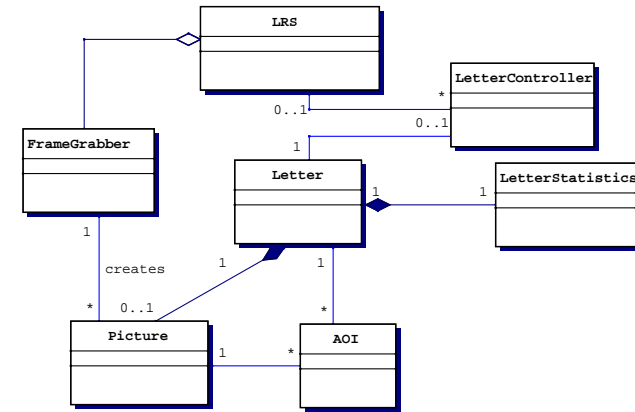 LRS
LetterController
0..1
*
0..1
1
FrameGrabber
Letter
LetterStatistics
1
1
1
creates
1
1
*
0..1
*
Picture
AOI
1
*